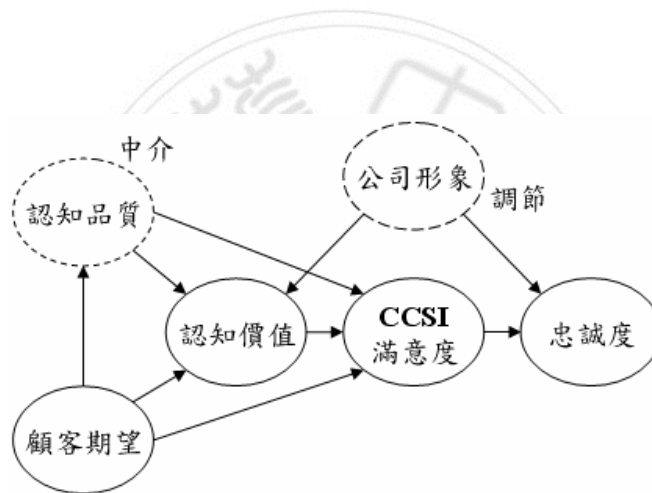 中介
公司形象
認知品質
調節
認知價值
CCSI
滿意度
忠誠度
顧客期望